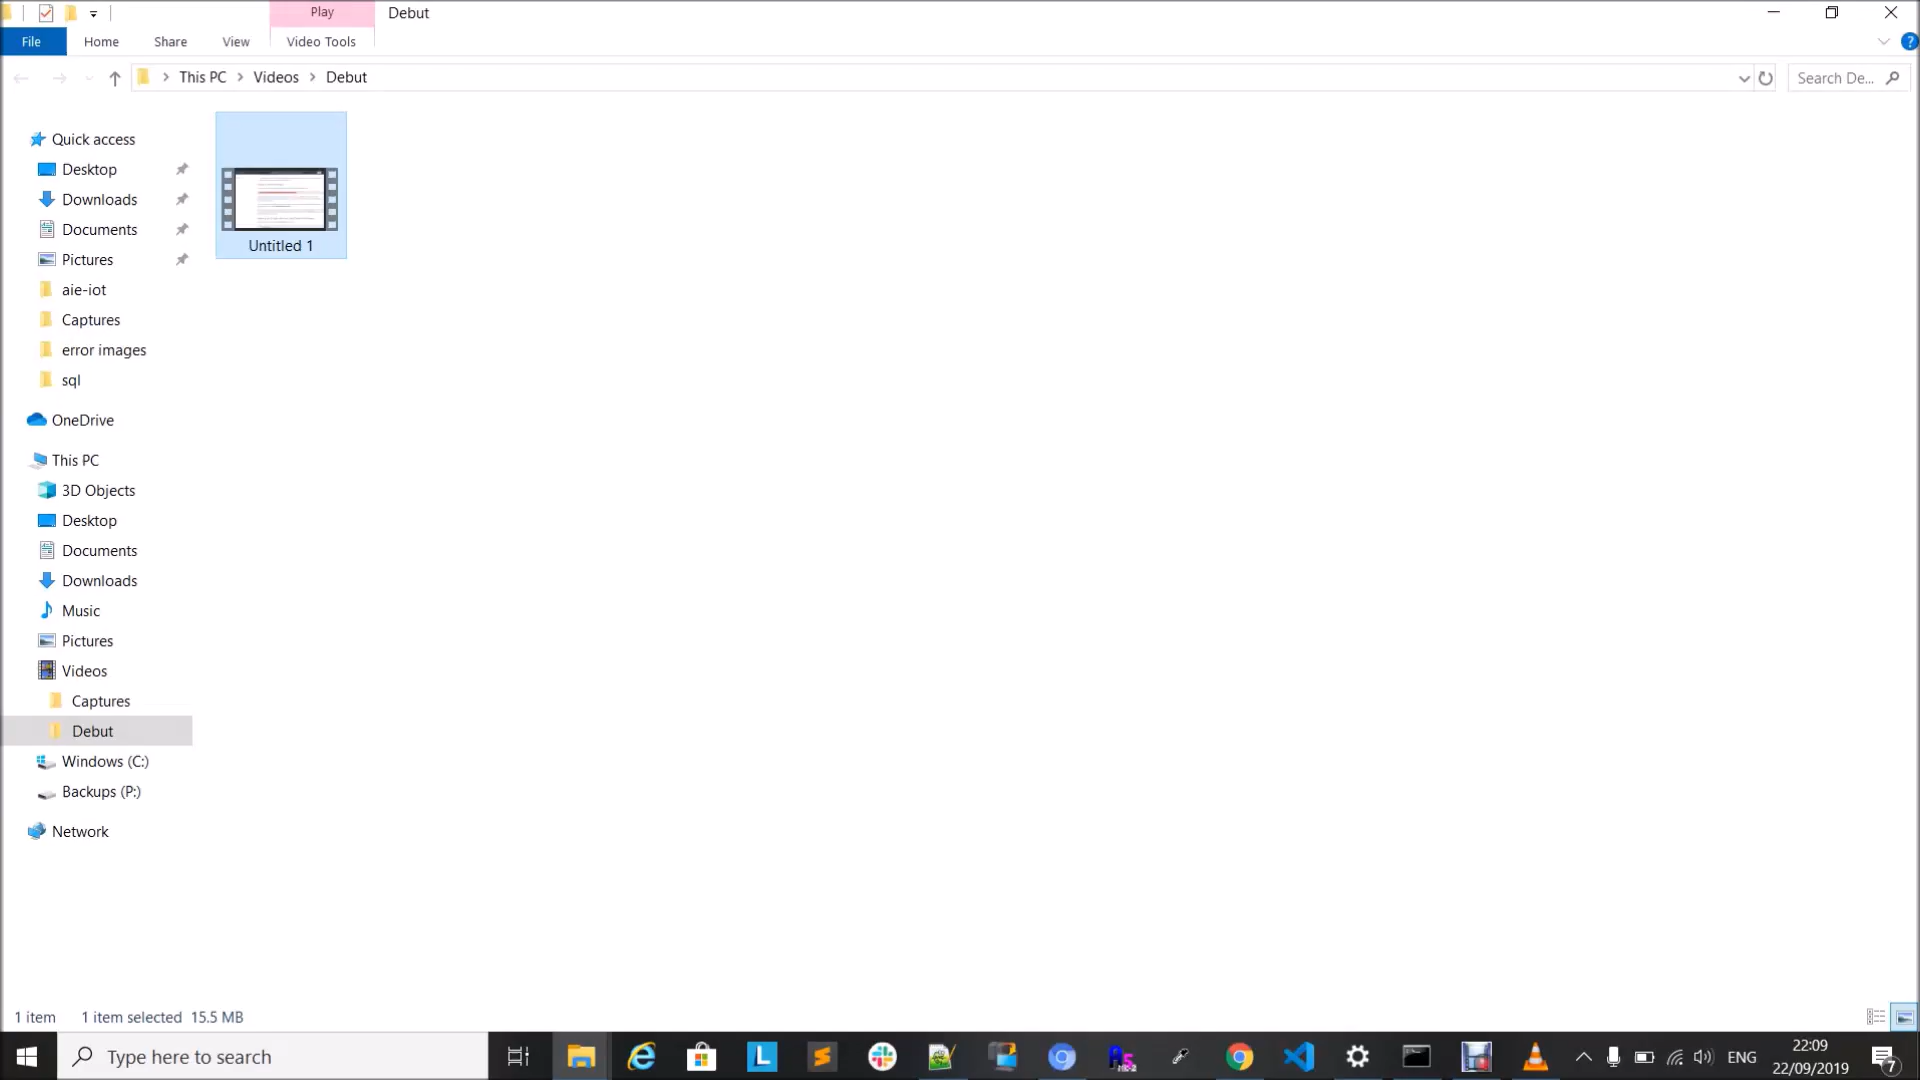 Play
Debut
File
Home
Share
View
Video Tools
This PC
Videos
Debut
Search De...
Quick access
Desktop
Downloads
Documents
Pictures
aie-iot
Captures
error images
sql
OneDrive
This PC
3D Objects
Desktop
Documents
Downloads
Music
Pictures
Videos
Captures
Debut
Windows (C:)
Backups (P:)
Network
Untitled 1
1 item
1 item selected 15.5 MB
Type here to search
ENG
22:09
22/09/2019
7